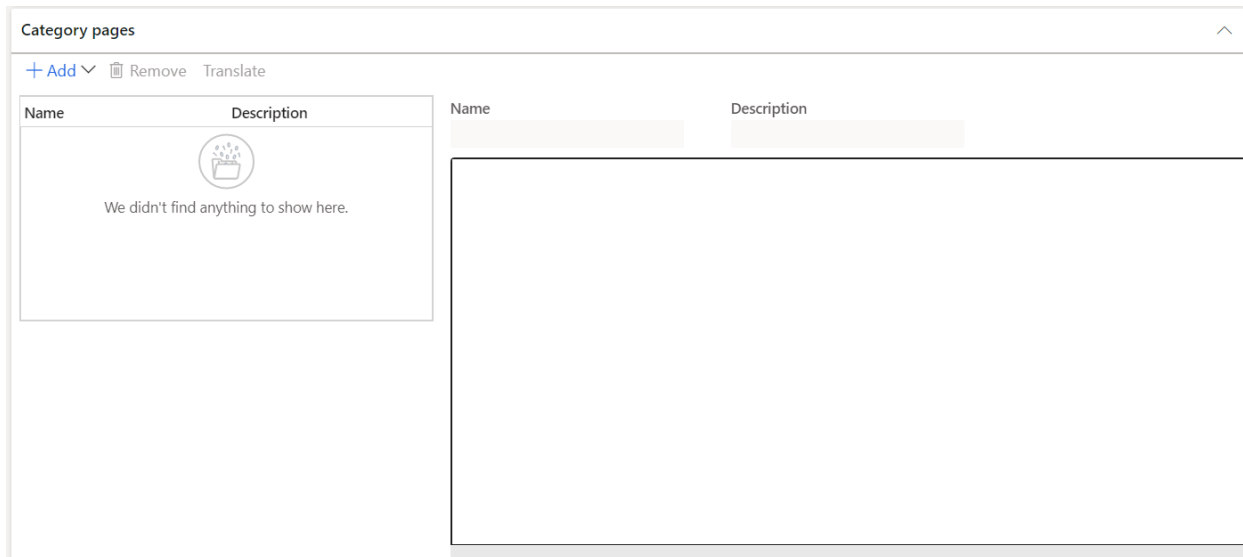 Category pages
Add Remove Translate
Name Description
We didn't find anything to show here.
Name Description